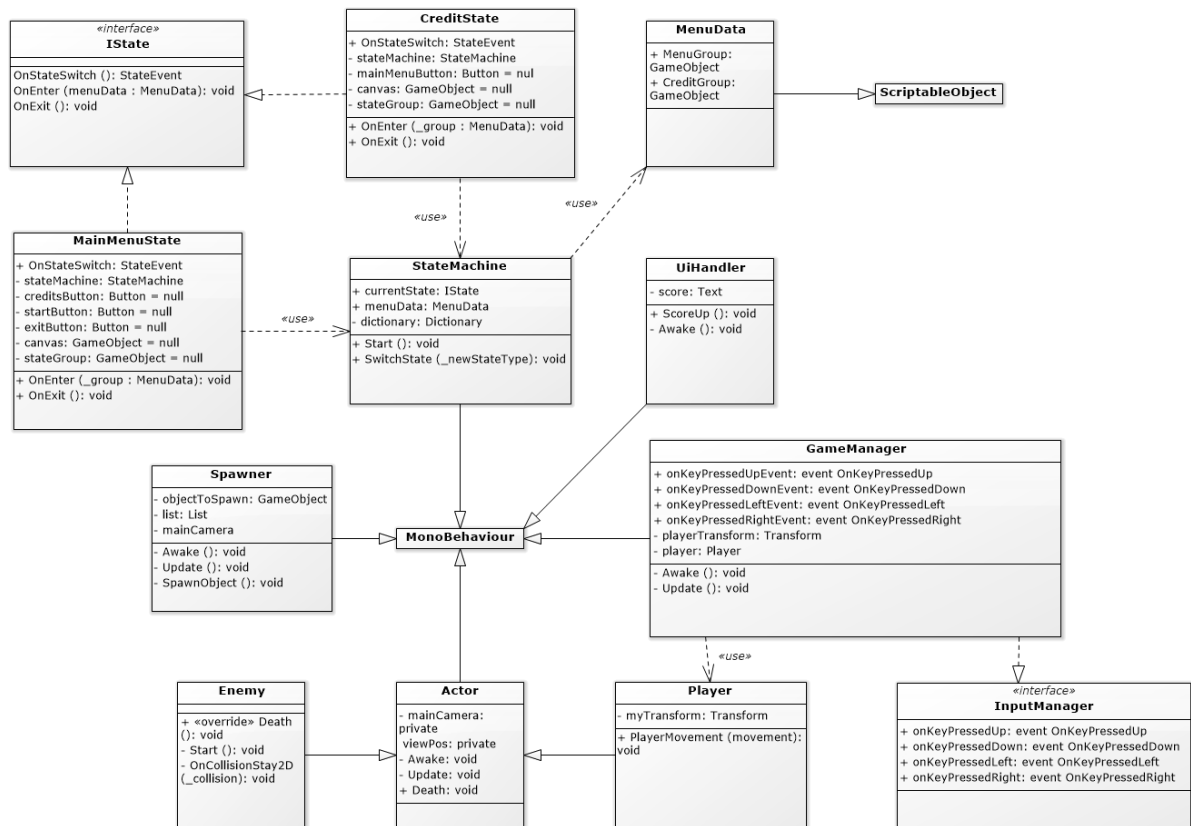 «interface»
IState
OnStateSwitch (): StateEvent
OnEnter (menuData : MenuData): void
OnExit (): void
CreditState
+ OnStateSwitch: StateEvent
- stateMachine: StateMachine
- mainMenuButton: Button = nul
- canvas: GameObject = null
- stateGroup: GameObject = null
+ OnEnter (_group : MenuData): void
+ OnExit (): void
MenuData
+ MenuGroup:
GameObject
+ CreditGroup:
GameObject
ScriptableObject
«use»
«use»
MainMenuState
+ OnStateSwitch: StateEvent
- stateMachine: StateMachine
- creditsButton: Button = null
- startButton: Button = null
- exitButton: Button = null
- canvas: GameObject = null
- stateGroup: GameObject = null
+ OnEnter (_group : MenuData): void
+ OnExit (): void
«use»
StateMachine
+ currentState: IState
+ menuData: MenuData
- dictionary: Dictionary
+ Start (): void
+ SwitchState (_newStateType): void
UiHandler
- score: Text
+ ScoreUp (): void
- Awake (): void
Spawner
- objectToSpawn: GameObject
- list: List
- mainCamera
- Awake (): void
- Update (): void
- SpawnObject (): void
MonoBehaviour
GameManager
+ onKeyPressedUpEvent: event OnKeyPressedUp
+ onKeyPressedDownEvent: event OnKeyPressedDown
+ onKeyPressedLeftEvent: event OnKeyPressedLeft
+ onKeyPressedRightEvent: event OnKeyPressedRight
- playerTransform: Transform
- player: Player
- Awake (): void
- Update (): void
«use»
Enemy
+ «override» Death
(): void
- Start (): void
- OnCollisionStay2D
(_collision): void
Actor
- mainCamera:
private
viewPos: private
- Awake: void
- Update: void
+ Death: void
Player
- myTransform: Transform
+ PlayerMovement (movement):
void
«interface»
InputManager
+ onKeyPressedUp: event OnKeyPressedUp
+ onKeyPressedDown: event OnKeyPressedDown
+ onKeyPressedLeft: event OnKeyPressedLeft
+ onKeyPressedRight: event OnKeyPressedRight